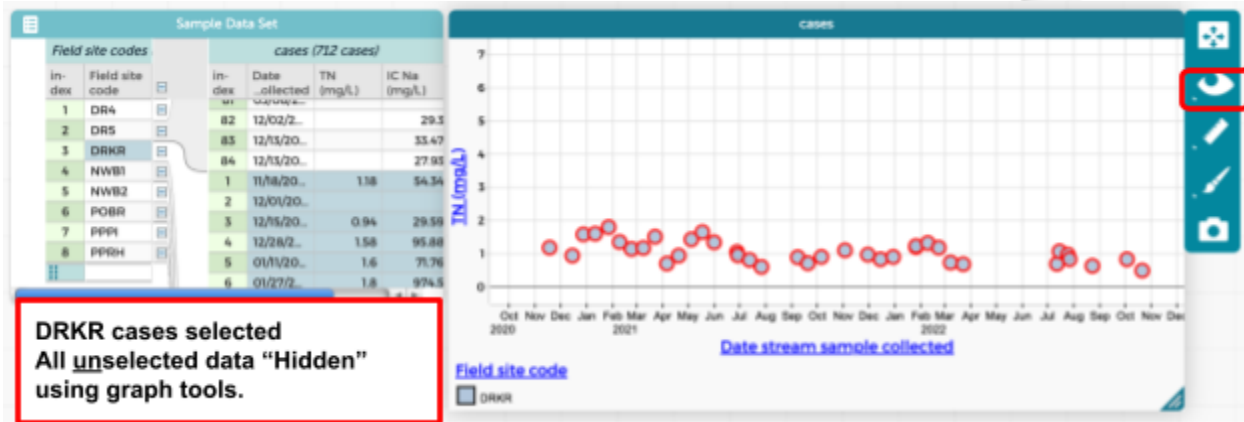 Sample Data Set
Field site codes
cases (712 cases)
in-
dex
Field site
code
in-
dex
Date
...ollected
TN
(mg/L)
IC Na
(mg/L)
1 DR4
2 DR5
3 DRKR
4 NWB1
5 NWB2
6 POBR
7 PPPI
8 PPRH
82 12/02/2... 29.3
83 12/13/20... 33.47
84 12/13/20... 27.93
1 11/18/20... 1.18 54.34
2 12/01/20...
3 12/15/20... 0.94 29.59
4 12/28/2... 1.58 95.88
5 01/11/20... 1.6 71.76
6 01/27/2... 1.8 974.5
DRKR cases selected
All unselected data “Hidden”
using graph tools.
cases
7
6
5
4
3
2
1
0
TN (mg/L)
Oct Nov Dec Jan Feb Mar Apr May Jun Jul Aug Sep Oct Nov Dec Jan Feb Mar Apr May Jun Jul Aug Sep Oct Nov Dec
2020 2021 2022
Date stream sample collected
Field site code
DRKR